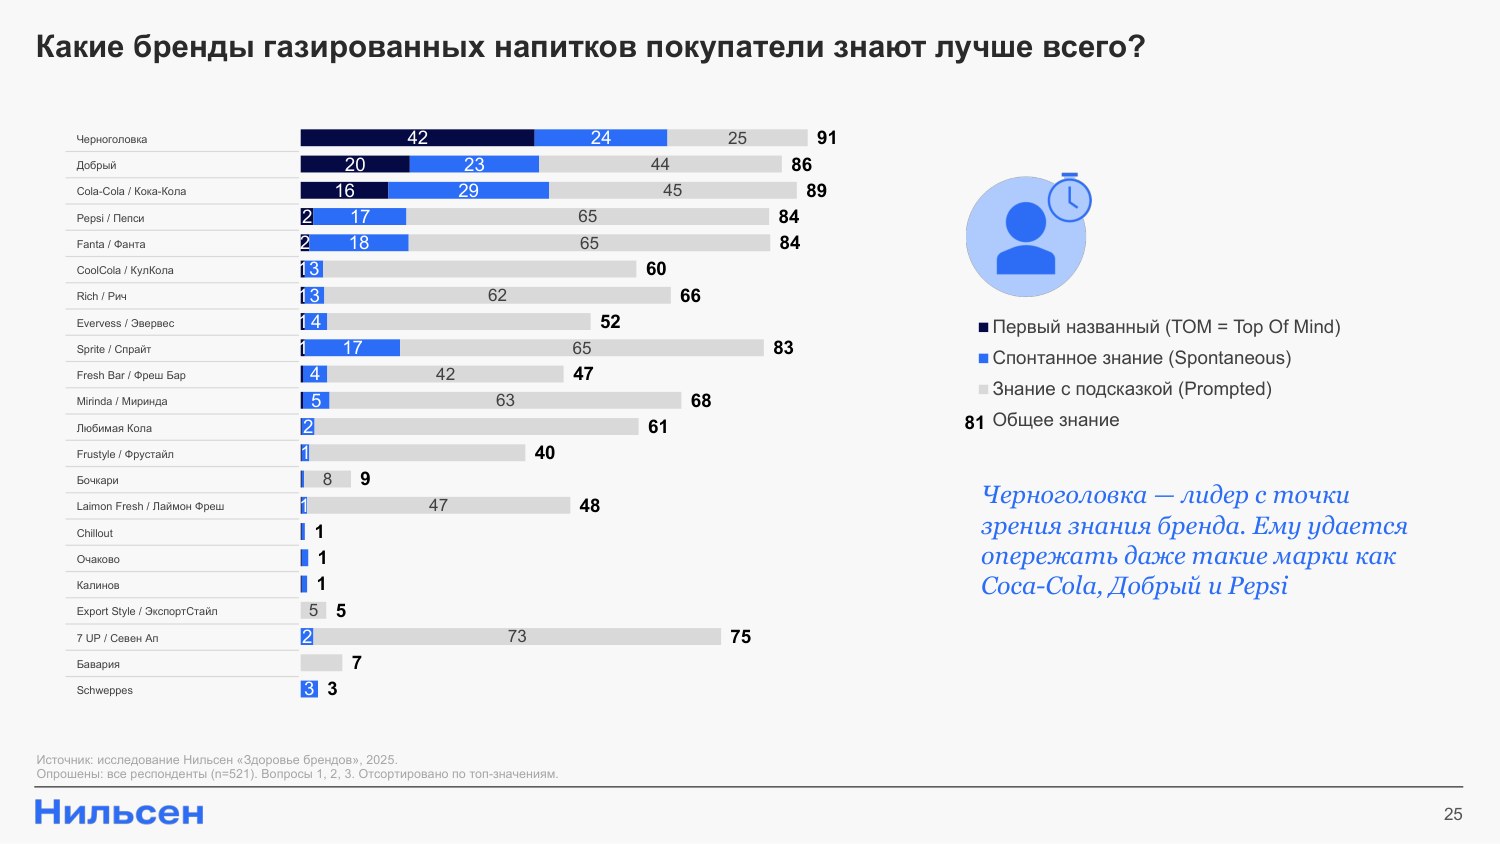 Какие бренды газированных напитков покупатели знают лучше всего?
Черноголовка 42 24 25 91
Добрый 20 23 44 86
Cola-Cola / Кока-Кола 16 29 45 89
Pepsi / Пепси 2 17 65 84
Fanta / Фанта 2 18 65 84
CoolCola / КулКола 1 3 60
Rich / Рич 1 3 62 66
Evervess / Эвервес 1 4 52
Sprite / Спрайт 1 17 65 83
Fresh Bar / Фреш Бар 4 42 47
Mirinda / Миринда 5 63 68
Любимая Кола 2 61
Frustyle / Фрустайл 1 40
Бочкари 8 9
Laimon Fresh / Лаймон Фреш 1 47 48
Chillout 1
Очаково 1
Калинов 1
Export Style / ЭкспортСтайл 5 5
7 UP / Севен Ап 2 73 75
Бавария 7
Schweppes 3 3
Первый названный (TOM = Top Of Mind)
Спонтанное знание (Spontaneous)
Знание с подсказкой (Prompted)
81 Общее знание
Черноголовка — лидер с точки
зрения знания бренда. Ему удается
опережать даже такие марки как
Coca-Cola, Добрый и Pepsi
Источник: исследование Нильсен «Здоровье брендов», 2025.
Опрошены: все респонденты (n=521). Вопросы 1, 2, 3. Отсортировано по топ-значениям.
Нильсен
25